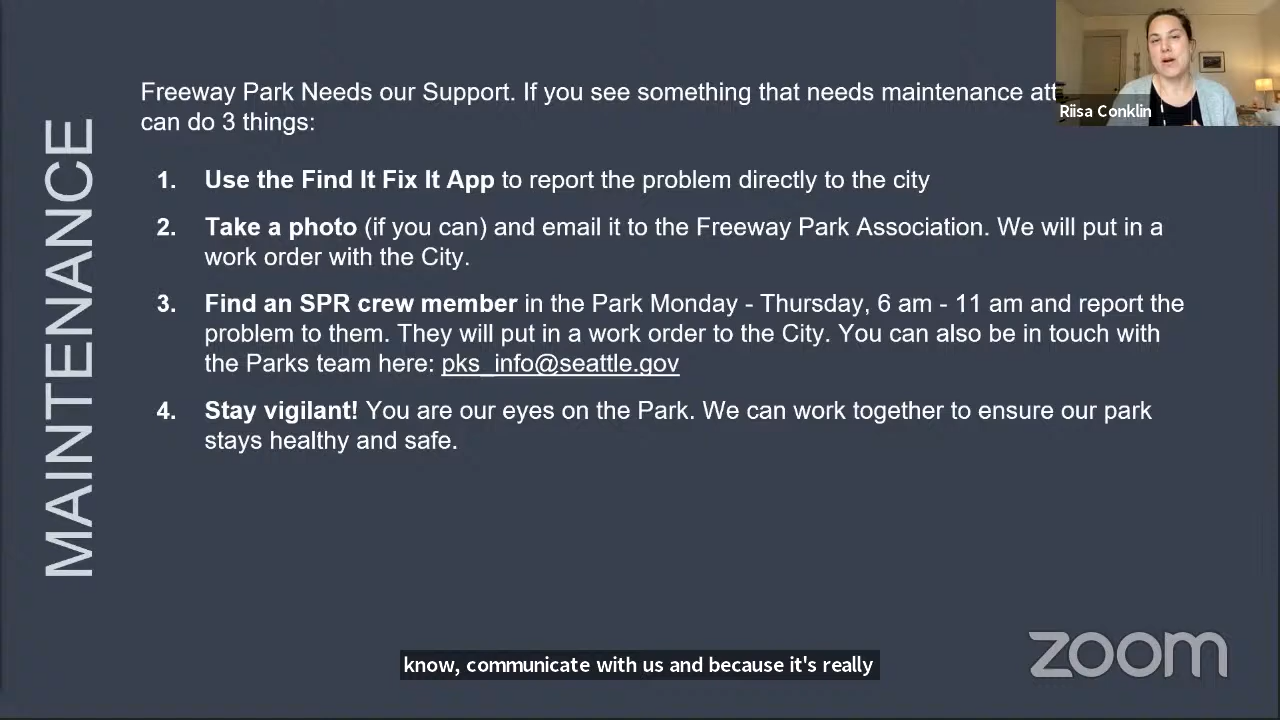 Freeway Park Needs our Support. If you see something that needs maintenance
can do 3 things:
1. Use the Find It Fix It App to report the problem directly to the city
2. Take a photo (if you can) and email it to the Freeway Park Association. We will put in a
work order with the City.
3. Find an SPR crew member in the Park Monday - Thursday, 6 am - 11 am and report the
problem to them. They will put in a work order to the City. You can also be in touch with
the Parks team here: pks_info@seattle.gov
4. Stay vigilant! You are our eyes on the Park. We can work together to ensure our park
stays healthy and safe.
MAINTENANCE
Riisa Conklin
know, communicate with us and because it's really
zoom